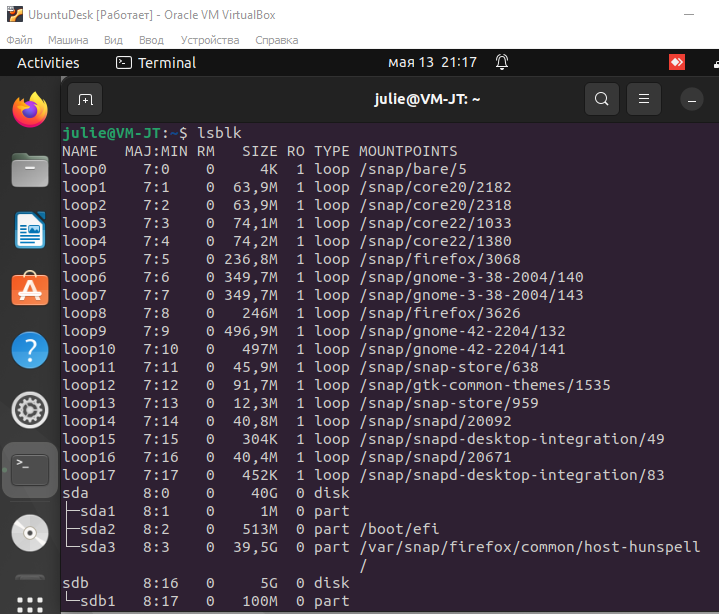 UbuntuDesk [Работает] - Oracle VM VirtualBox
Файл Машина Вид Ввод Устройства Справка
Activities Terminal мая 13 21:17
julie@VM-JT: ~
julie@VM-JT:~$ lsblk
NAME MAJ:MIN RM SIZE RO TYPE MOUNTPOINTS
loop0 7:0 0 4K 1 loop /snap/bare/5
loop1 7:1 0 63,9M 1 loop /snap/core20/2182
loop2 7:2 0 63,9M 1 loop /snap/core20/2318
loop3 7:3 0 74,1M 1 loop /snap/core22/1033
loop4 7:4 0 74,2M 1 loop /snap/core22/1380
loop5 7:5 0 236,8M 1 loop /snap/firefox/3068
loop6 7:6 0 349,7M 1 loop /snap/gnome-3-38-2004/140
loop7 7:7 0 349,7M 1 loop /snap/gnome-3-38-2004/143
loop8 7:8 0 246M 1 loop /snap/firefox/3626
loop9 7:9 0 496,9M 1 loop /snap/gnome-42-2204/132
loop10 7:10 0 497M 1 loop /snap/gnome-42-2204/141
loop11 7:11 0 45,9M 1 loop /snap/snap-store/638
loop12 7:12 0 91,7M 1 loop /snap/gtk-common-themes/1535
loop13 7:13 0 12,3M 1 loop /snap/snap-store/959
loop14 7:14 0 40,8M 1 loop /snap/snapd/20092
loop15 7:15 0 304K 1 loop /snap/snapd-desktop-integration/49
loop16 7:16 0 40,4M 1 loop /snap/snapd/20671
loop17 7:17 0 452K 1 loop /snap/snapd-desktop-integration/83
sda 8:0 0 40G 0 disk
├─sda1 8:1 0 1M 0 part
├─sda2 8:2 0 513M 0 part /boot/efi
└─sda3 8:3 0 39,5G 0 part /var/snap/firefox/common/host-hunspell
/
sdb 8:16 0 5G 0 disk
└─sdb1 8:17 0 100M 0 part